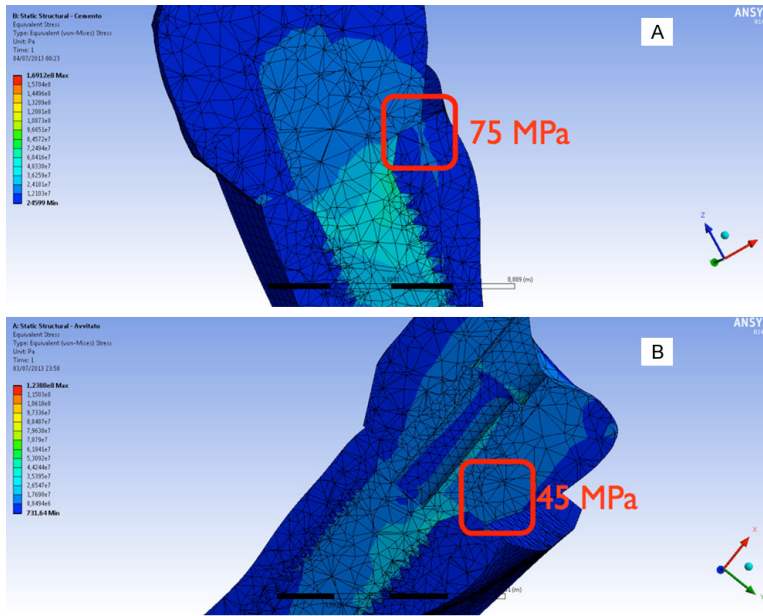 B: Static Structural - Cemento
Equivalent Stress
Type: Equivalent (von-Mises) Stress
Unit: Pa
Time: 1
04/07/2013 00:23
1,6912e8 Max
1,5704e8
1,4496e8
1,3289e8
1,2081e8
1,0873e8
9,6651e7
8,4572e7
7,2494e7
6,0416e7
4,8338e7
3,6259e7
2,4181e7
1,2103e7
24599 Min
ANSY
A
75 MPa
Z
0,009 (m)
A: Static Structural - Avvitato
Equivalent Stress
Type: Equivalent (von-Mises) Stress
Unit: Pa
Time: 1
03/07/2013 23:58
1,2388e8 Max
1,1503e8
1,0618e8
9,7336e7
8,8487e7
7,9638e7
7,079e7
6,1941e7
5,3092e7
4,4244e7
3,5395e7
2,6547e7
1,7698e7
8,8494e6
731,64 Min
ANSY
B
45 MPa
X
Y
(m)